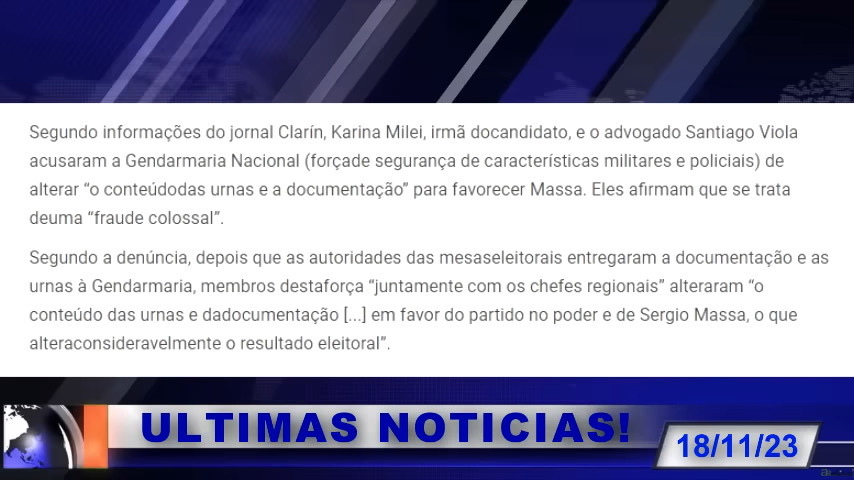 Segundo informações do jornal Clarín, Karina Milei, irmã docandidato, e o advogado Santiago Viola
acusaram a Gendarmaria Nacional (forçade segurança de características militares e policiais) de
alterar “o conteúdodas urnas e a documentação” para favorecer Massa. Eles afirmam que se trata
deuma “fraude colossal”.
Segundo a denúncia, depois que as autoridades das mesaseleitorais entregaram a documentação e as
urnas à Gendarmaria, membros destaforça “juntamente com os chefes regionais” alteraram “o
conteúdo das urnas e dadocumentação [...] em favor do partido no poder e de Sergio Massa, o que
alteraconsideravelmente o resultado eleitoral”.
ULTIMAS NOTICIAS!
18/11/23